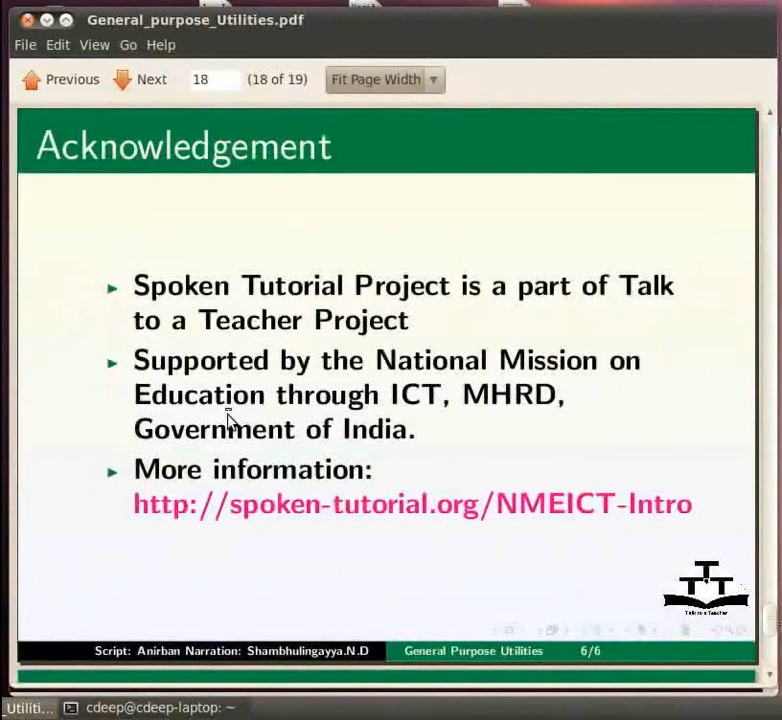 General_purpose_Utilities.pdf
File Edit View Go Help
Previous Next 18 (18 of 19) Fit Page Width
Acknowledgement
Spoken Tutorial Project is a part of Talk
to a Teacher Project
Supported by the National Mission on
Education through ICT, MHRD,
Government of India.
More information:
http://spoken-tutorial.org/NMEICT-Intro
T
T T
Talk to a Teacher
Script: Anirban Narration: Shambhulingayya.N.D General Purpose Utilities 6/6
Utiliti... cdeep@cdeep-laptop: ~